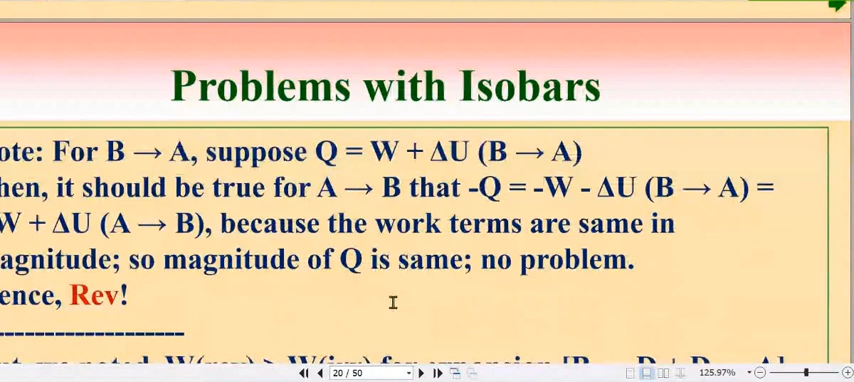 Problems with Isobars
ote: For B → A, suppose Q = W + ΔU (B → A)
hen, it should be true for A → B that -Q = -W - ΔU (B → A) =
W + ΔU (A → B), because the work terms are same in
agnitude; so magnitude of Q is same; no problem.
ence, Rev!
--------------------
20 / 50
125.97%